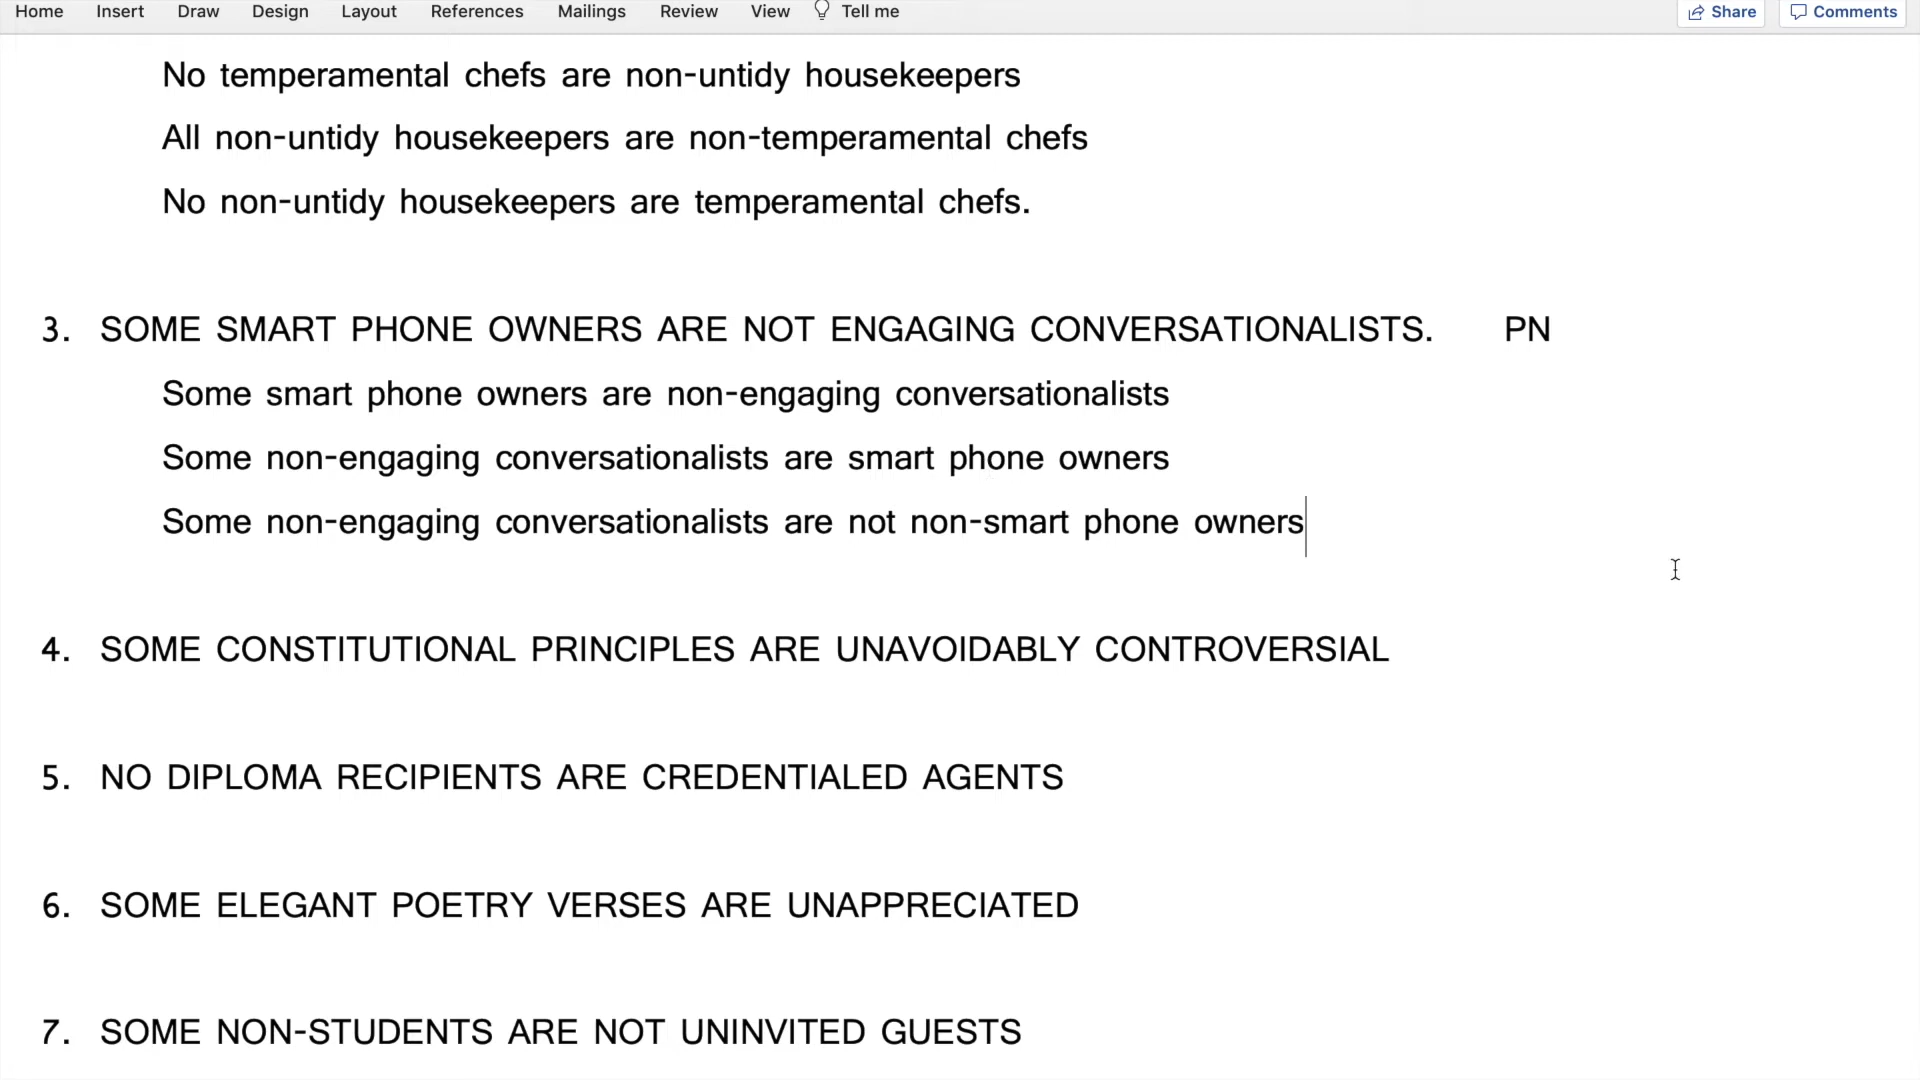 Home Insert Draw Design Layout References Mailings Review View Tell me Share Comments
No temperamental chefs are non-untidy housekeepers
All non-untidy housekeepers are non-temperamental chefs
No non-untidy housekeepers are temperamental chefs.
3. SOME SMART PHONE OWNERS ARE NOT ENGAGING CONVERSATIONALISTS. PN
Some smart phone owners are non-engaging conversationalists
Some non-engaging conversationalists are smart phone owners
Some non-engaging conversationalists are not non-smart phone owners
4. SOME CONSTITUTIONAL PRINCIPLES ARE UNAVOIDABLY CONTROVERSIAL
5. NO DIPLOMA RECIPIENTS ARE CREDENTIALED AGENTS
6. SOME ELEGANT POETRY VERSES ARE UNAPPRECIATED
7. SOME NON-STUDENTS ARE NOT UNINVITED GUESTS